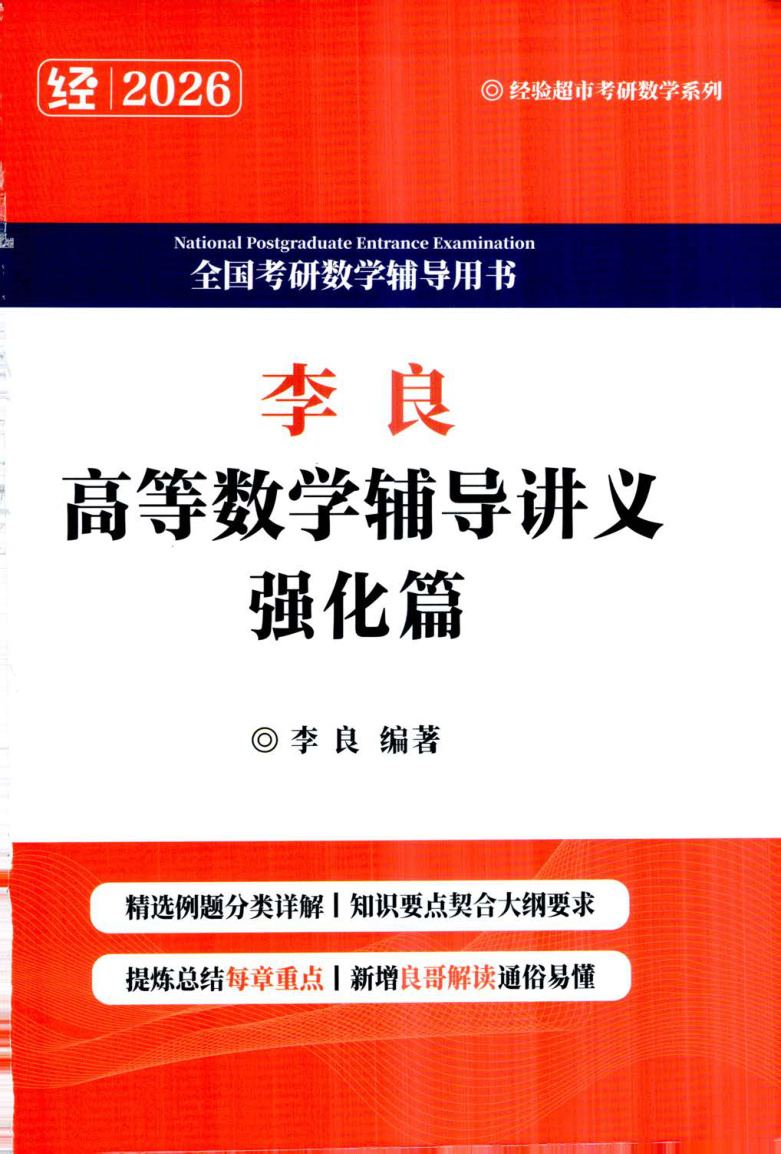 经 | 2026
◎ 经验超市考研数学系列
National Postgraduate Entrance Examination
全国考研数学辅导用书
李 良
高等数学辅导讲义
强化篇
◎ 李 良 编著
精选例题分类详解 | 知识要点契合大纲要求
提炼总结每章重点 | 新增良哥解读通俗易懂